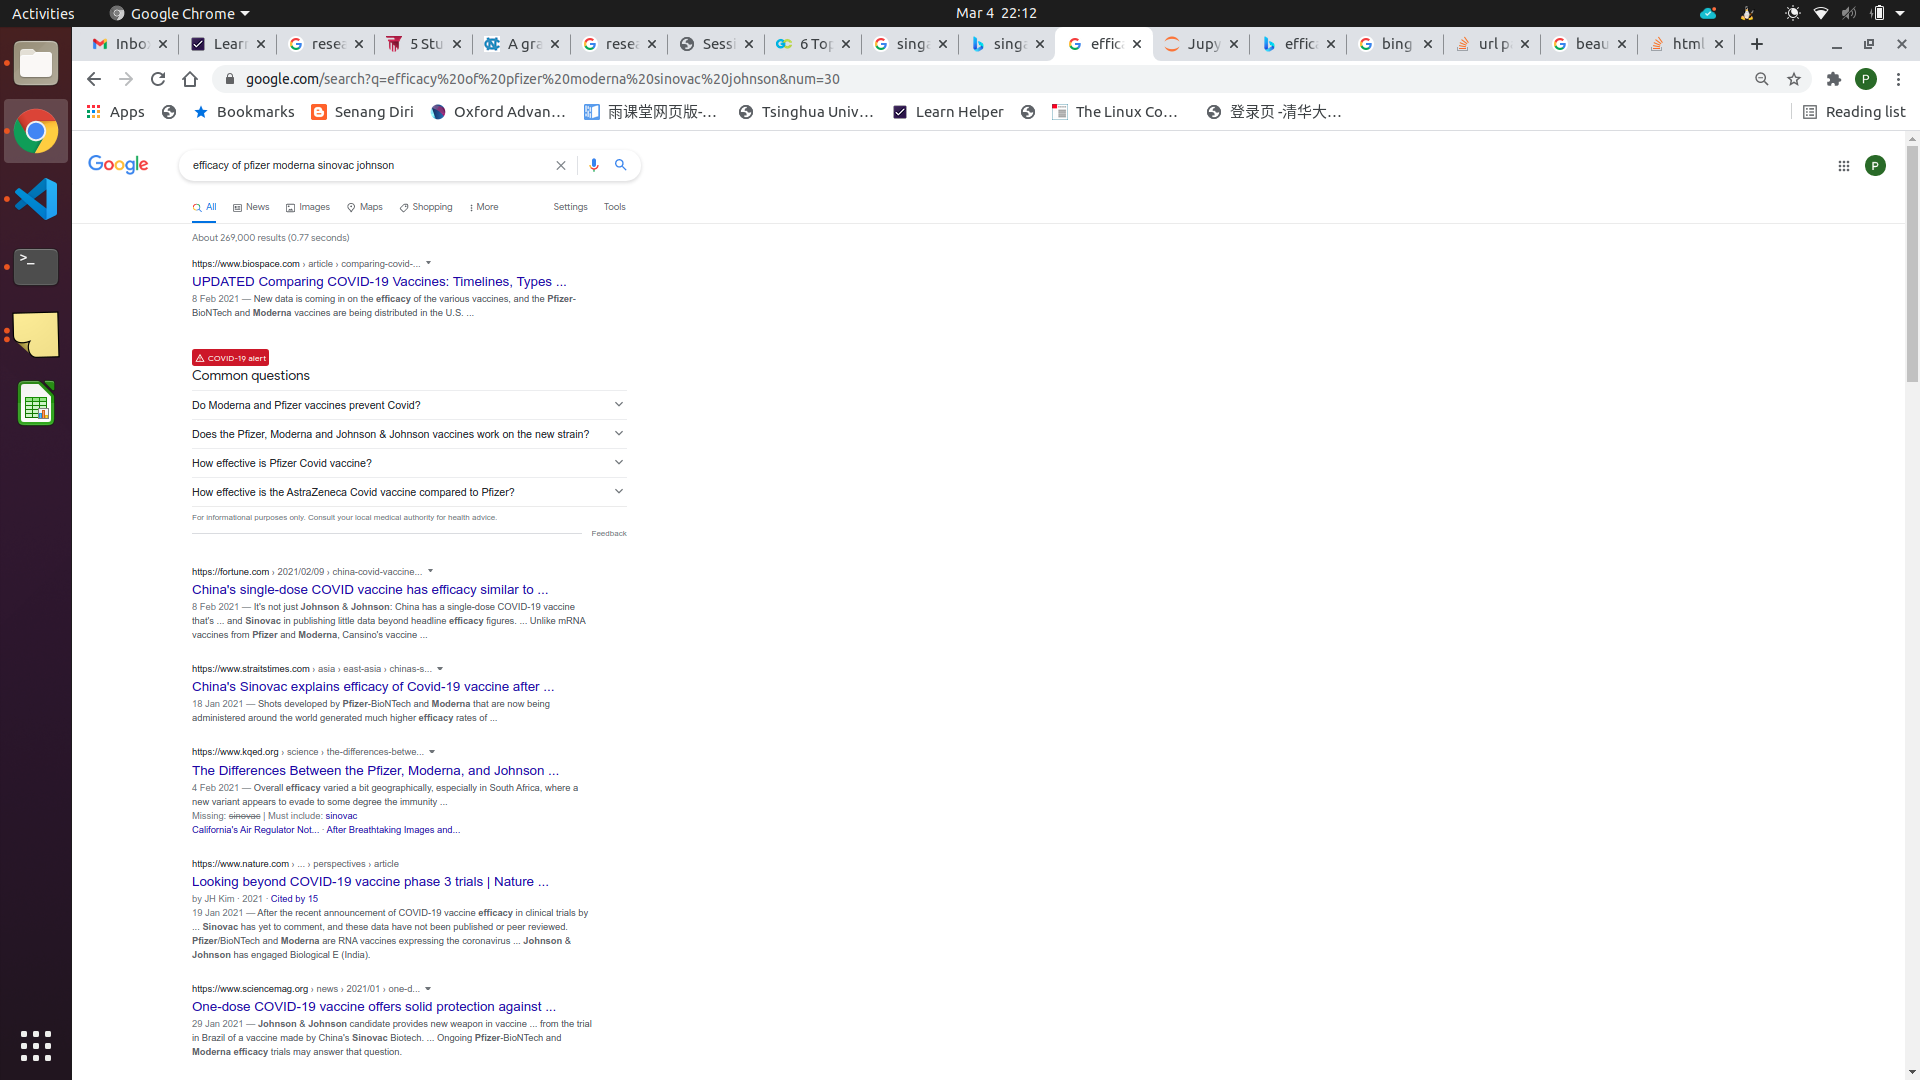 Activities
Google Chrome
Mar 4 22:12
Inbo
Learn
resea
5 Stu
A gra
resea
Sessi
6 Top
singa
singa
effica
Jupy
effica
bing
url pa
beau
html
google.com/search?q=efficacy%20of%20pfizer%20moderna%20sinovac%20johnson&num=30
P
Apps
Bookmarks
Senang Diri
Oxford Advan...
雨课堂网页版-...
Tsinghua Univ...
Learn Helper
The Linux Co...
登录页 -清华大...
Reading list
Google
efficacy of pfizer moderna sinovac johnson
P
All
News
Images
Maps
Shopping
More
Settings
Tools
About 269,000 results (0.77 seconds)
https://www.biospace.com › article › comparing-covid-...
UPDATED Comparing COVID-19 Vaccines: Timelines, Types ...
8 Feb 2021 — New data is coming in on the efficacy of the various vaccines, and the Pfizer-
BioNTech and Moderna vaccines are being distributed in the U.S. ...
COVID-19 alert
Common questions
Do Moderna and Pfizer vaccines prevent Covid?
Does the Pfizer, Moderna and Johnson & Johnson vaccines work on the new strain?
How effective is Pfizer Covid vaccine?
How effective is the AstraZeneca Covid vaccine compared to Pfizer?
For informational purposes only. Consult your local medical authority for health advice.
Feedback
https://fortune.com › 2021/02/09 › china-covid-vaccine...
China's single-dose COVID vaccine has efficacy similar to ...
8 Feb 2021 — It's not just Johnson & Johnson: China has a single-dose COVID-19 vaccine
that's ... and Sinovac in publishing little data beyond headline efficacy figures. ... Unlike mRNA
vaccines from Pfizer and Moderna, Cansino's vaccine ...
https://www.straitstimes.com › asia › east-asia › chinas-s...
China's Sinovac explains efficacy of Covid-19 vaccine after ...
18 Jan 2021 — Shots developed by Pfizer-BioNTech and Moderna that are now being
administered around the world generated much higher efficacy rates of ...
https://www.kqed.org › science › the-differences-betwe...
The Differences Between the Pfizer, Moderna, and Johnson ...
4 Feb 2021 — Overall efficacy varied a bit geographically, especially in South Africa, where a
new variant appears to evade to some degree the immunity ...
Missing: sinovac | Must include: sinovac
California's Air Regulator Not... · After Breathtaking Images and...
https://www.nature.com › ... › perspectives › article
Looking beyond COVID-19 vaccine phase 3 trials | Nature ...
by JH Kim · 2021 · Cited by 15
19 Jan 2021 — After the recent announcement of COVID-19 vaccine efficacy in clinical trials by
... Sinovac has yet to comment, and these data have not been published or peer reviewed.
Pfizer/BioNTech and Moderna are RNA vaccines expressing the coronavirus ... Johnson &
Johnson has engaged Biological E (India).
https://www.sciencemag.org › news › 2021/01 › one-d...
One-dose COVID-19 vaccine offers solid protection against ...
29 Jan 2021 — Johnson & Johnson candidate provides new weapon in vaccine ... from the trial
in Brazil of a vaccine made by China's Sinovac Biotech. ... Ongoing Pfizer-BioNTech and
Moderna efficacy trials may answer that question.